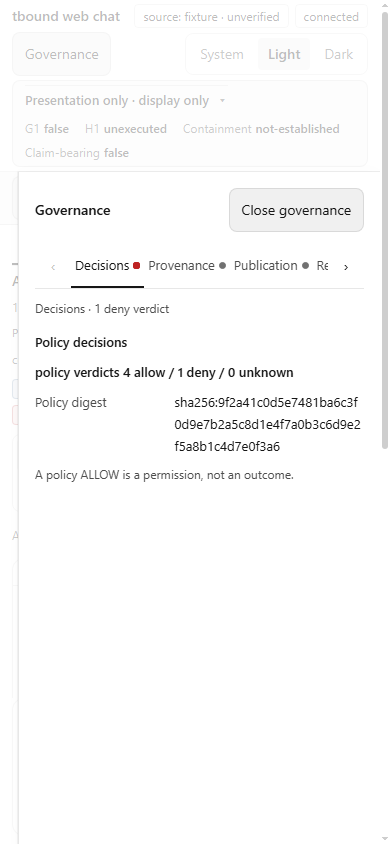 tbound web chat
source: fixture · unverified
connected
Governance
System
Light
Dark
Presentation only · display only
G1 false
H1 unexecuted
Containment not-established
Claim-bearing false
Governance
Close governance
‹
Decisions
Provenance
Publication
Re
›
Decisions · 1 deny verdict
Policy decisions
policy verdicts 4 allow / 1 deny / 0 unknown
Policy digest
sha256:9f2a41c0d5e7481ba6c3f
0d9e7b2a5c8d1e4f7a0b3c6d9e2
f5a8b1c4d7e0f3a6
A policy ALLOW is a permission, not an outcome.